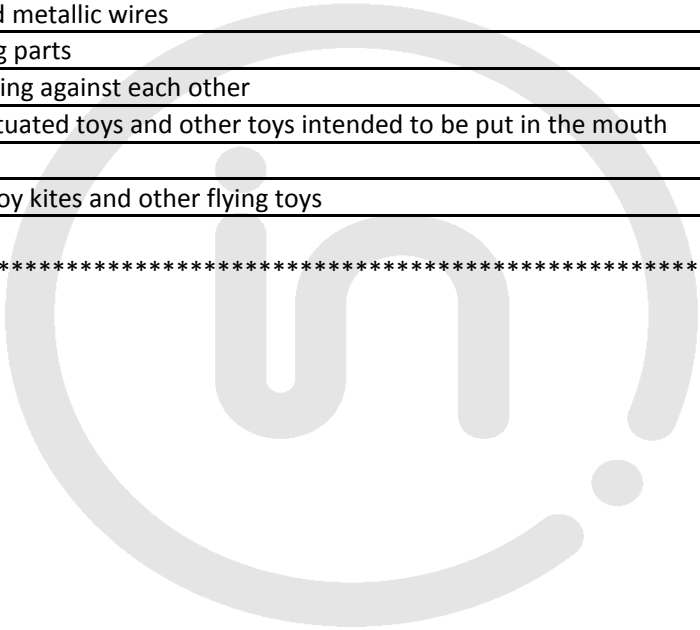 d metallic wires
g parts
ing against each other
tuated toys and other toys intended to be put in the mouth
oy kites and other flying toys
***************************************************
in